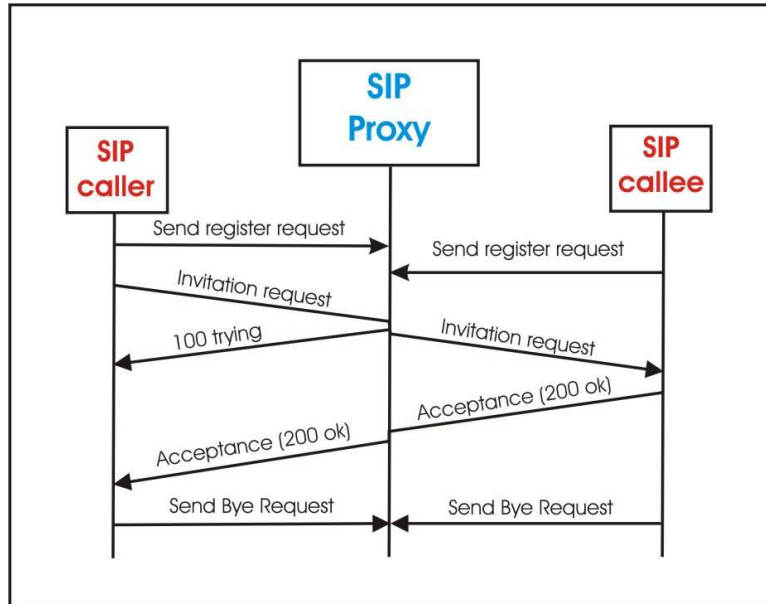 SIP
Proxy
SIP
caller
SIP
callee
Send register request
Send register request
Invitation request
100 trying
Invitation request
Acceptance (200 ok)
Acceptance (200 ok)
Send Bye Request
Send Bye Request